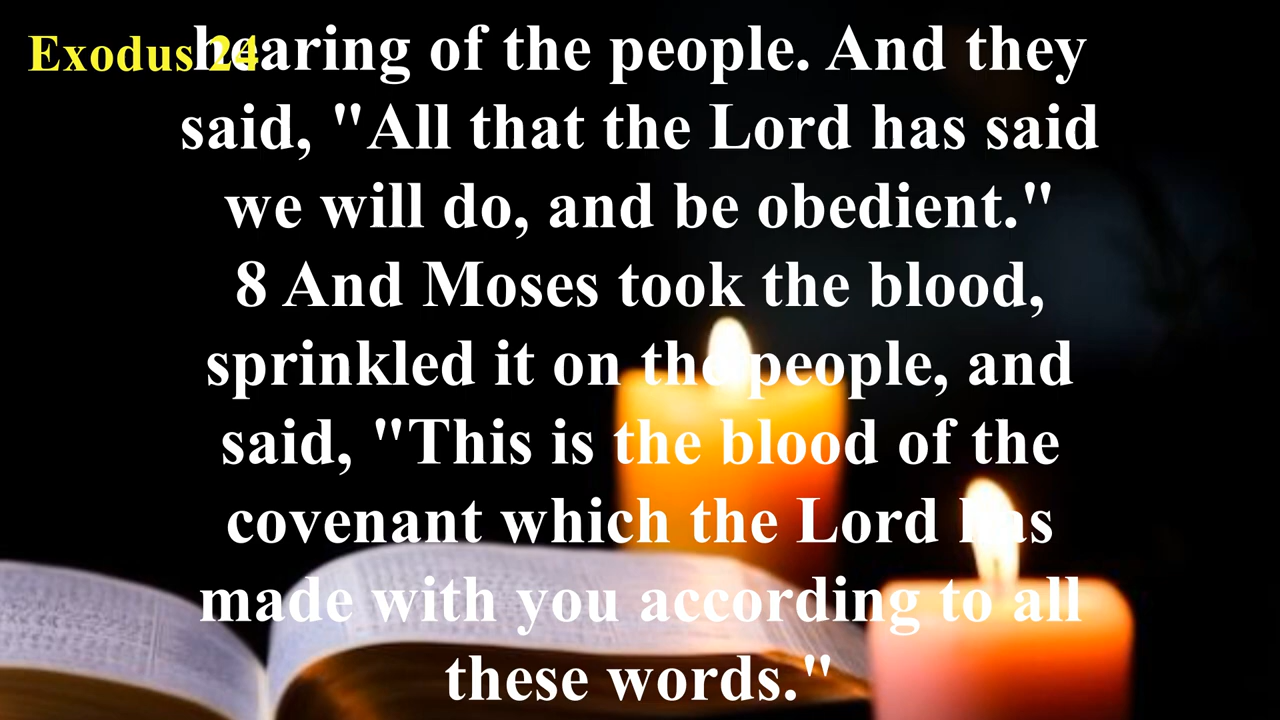 Exodus 24
hearing of the people. And they
said, "All that the Lord has said
we will do, and be obedient."
8 And Moses took the blood,
sprinkled it on the people, and
said, "This is the blood of the
covenant which the Lord has
made with you according to all
these words."